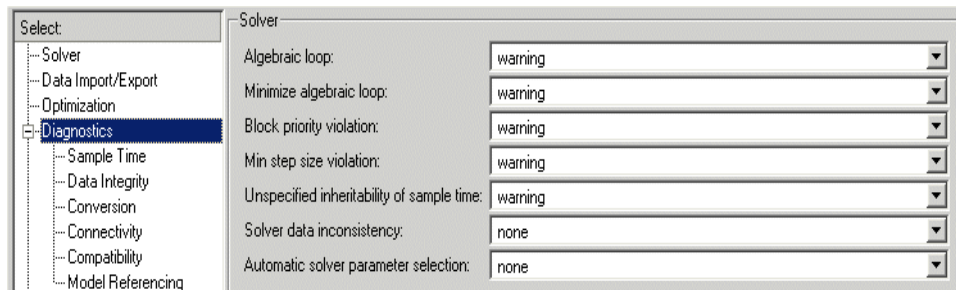 Select:
Solver
Data Import/Export
Optimization
Diagnostics
Sample Time
Data Integrity
Conversion
Connectivity
Compatibility
Model Referencing
Solver
Algebraic loop: warning
Minimize algebraic loop: warning
Block priority violation: warning
Min step size violation: warning
Unspecified inheritability of sample time: warning
Solver data inconsistency: none
Automatic solver parameter selection: none